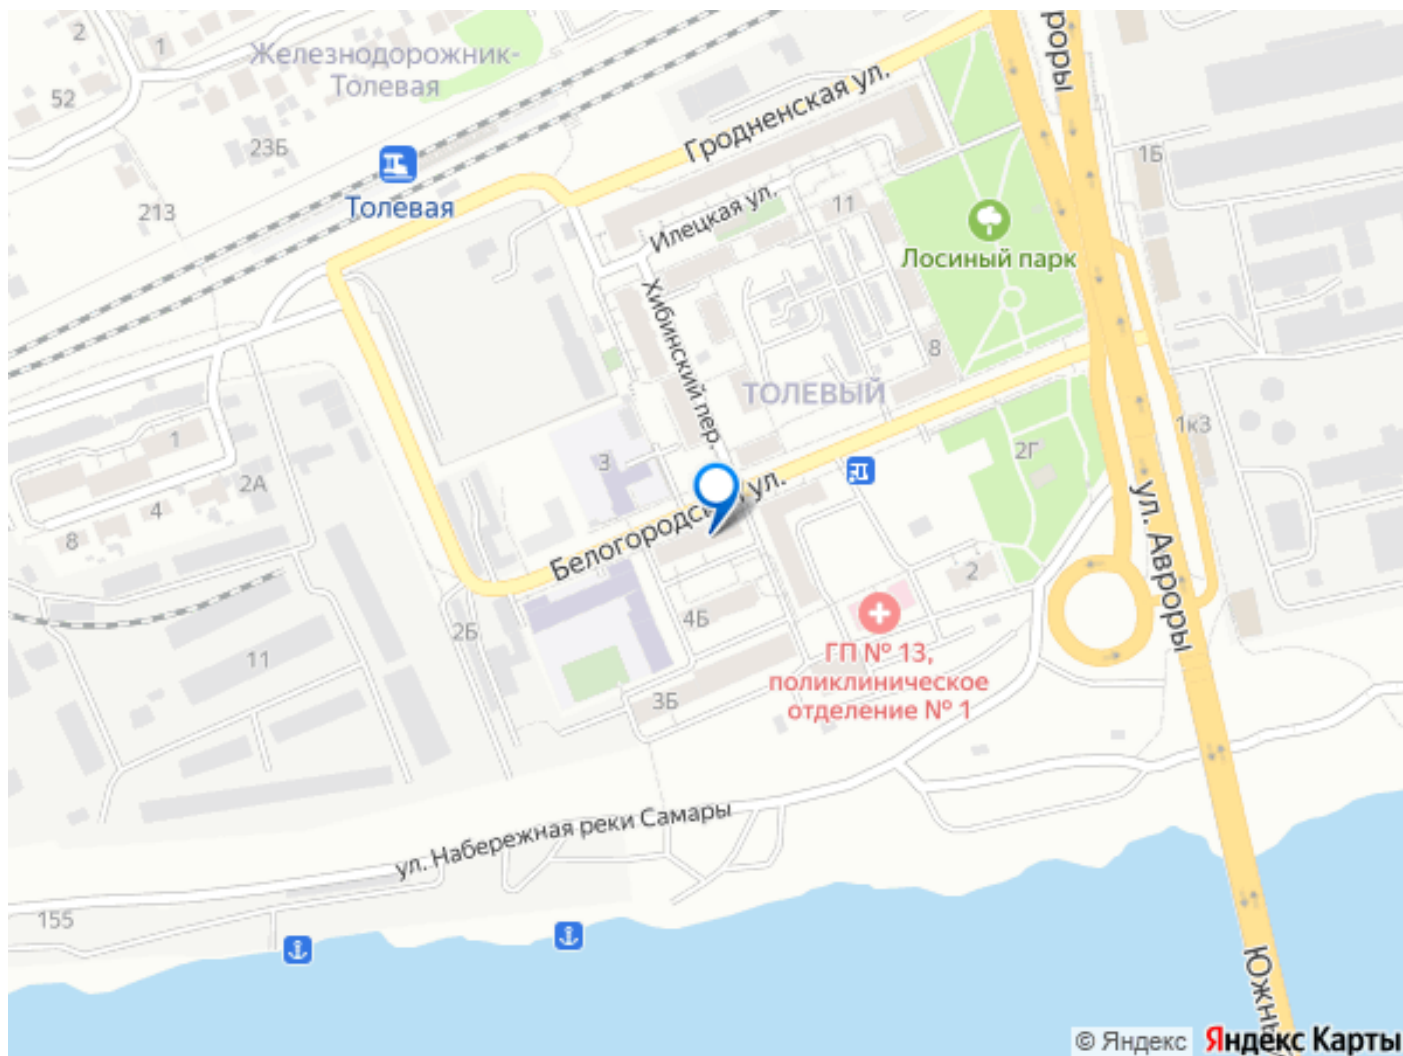 2
1
Железнодорожник-
Толевая
52
23Б
213
Толевая
Гродненская ул.
роры
1Б
Илецкая ул.
11
Лосиный парк
Хибинский пер.
8
ТОЛЕВЫЙ
1
3
2Г
1к3
2А
4
8
ул. Авроры
2
4Б
2Б
11
3Б
ГП № 13,
поликлиническое
отделение № 1
ул. Набережная реки Самары
155
Южны
© Яндекс
Яндекс Карты